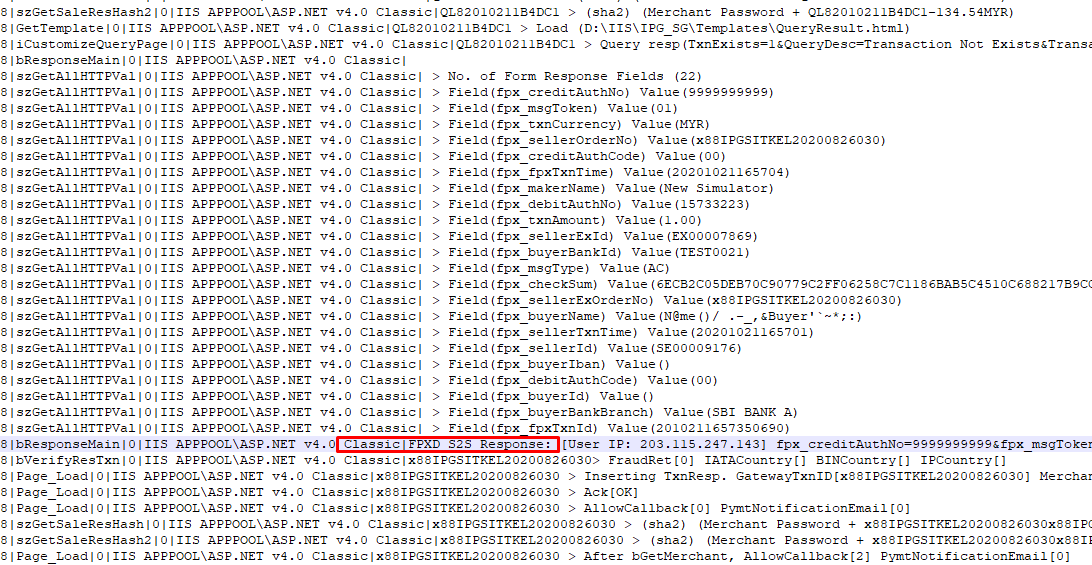 8|szGetSaleResHash2|0|IIS APPPOOL\ASP.NET v4.0 Classic|QL82010211B4DC1 > (sha2) (Merchant Password + QL82010211B4DC1-134.54MYR)
8|GetTemplate|0|IIS APPPOOL\ASP.NET v4.0 Classic|QL82010211B4DC1 > Load (D:\IIS\IPG_SG\Templates\QueryResult.html)
8|iCustomizeQueryPage|0|IIS APPPOOL\ASP.NET v4.0 Classic|QL82010211B4DC1 > Query resp(TxnExists=1&QueryDesc=Transaction Not Exists&Transa
8|bResponseMain|0|IIS APPPOOL\ASP.NET v4.0 Classic|
8|szGetAllHTTPVal|0|IIS APPPOOL\ASP.NET v4.0 Classic| > No. of Form Response Fields (22)
8|szGetAllHTTPVal|0|IIS APPPOOL\ASP.NET v4.0 Classic| > Field(fpx_creditAuthNo) Value(9999999999)
8|szGetAllHTTPVal|0|IIS APPPOOL\ASP.NET v4.0 Classic| > Field(fpx_msgToken) Value(01)
8|szGetAllHTTPVal|0|IIS APPPOOL\ASP.NET v4.0 Classic| > Field(fpx_txnCurrency) Value(MYR)
8|szGetAllHTTPVal|0|IIS APPPOOL\ASP.NET v4.0 Classic| > Field(fpx_sellerOrderNo) Value(x88IPGSITKEL20200826030)
8|szGetAllHTTPVal|0|IIS APPPOOL\ASP.NET v4.0 Classic| > Field(fpx_creditAuthCode) Value(00)
8|szGetAllHTTPVal|0|IIS APPPOOL\ASP.NET v4.0 Classic| > Field(fpx_fpxTxnTime) Value(20201021165704)
8|szGetAllHTTPVal|0|IIS APPPOOL\ASP.NET v4.0 Classic| > Field(fpx_makerName) Value(New Simulator)
8|szGetAllHTTPVal|0|IIS APPPOOL\ASP.NET v4.0 Classic| > Field(fpx_debitAuthNo) Value(15733223)
8|szGetAllHTTPVal|0|IIS APPPOOL\ASP.NET v4.0 Classic| > Field(fpx_txnAmount) Value(1.00)
8|szGetAllHTTPVal|0|IIS APPPOOL\ASP.NET v4.0 Classic| > Field(fpx_sellerExId) Value(EX00007869)
8|szGetAllHTTPVal|0|IIS APPPOOL\ASP.NET v4.0 Classic| > Field(fpx_buyerBankId) Value(TEST0021)
8|szGetAllHTTPVal|0|IIS APPPOOL\ASP.NET v4.0 Classic| > Field(fpx_msgType) Value(AC)
8|szGetAllHTTPVal|0|IIS APPPOOL\ASP.NET v4.0 Classic| > Field(fpx_checkSum) Value(6ECB2C05DEB70C90779C2FF06258C7C1186BAB5C4510C688217B9C0
8|szGetAllHTTPVal|0|IIS APPPOOL\ASP.NET v4.0 Classic| > Field(fpx_sellerExOrderNo) Value(x88IPGSITKEL20200826030)
8|szGetAllHTTPVal|0|IIS APPPOOL\ASP.NET v4.0 Classic| > Field(fpx_buyerName) Value(N@me()/ .-_,&Buyer'`~*;:)
8|szGetAllHTTPVal|0|IIS APPPOOL\ASP.NET v4.0 Classic| > Field(fpx_sellerTxnTime) Value(20201021165701)
8|szGetAllHTTPVal|0|IIS APPPOOL\ASP.NET v4.0 Classic| > Field(fpx_sellerId) Value(SE00009176)
8|szGetAllHTTPVal|0|IIS APPPOOL\ASP.NET v4.0 Classic| > Field(fpx_buyerIban) Value()
8|szGetAllHTTPVal|0|IIS APPPOOL\ASP.NET v4.0 Classic| > Field(fpx_debitAuthCode) Value(00)
8|szGetAllHTTPVal|0|IIS APPPOOL\ASP.NET v4.0 Classic| > Field(fpx_buyerId) Value()
8|szGetAllHTTPVal|0|IIS APPPOOL\ASP.NET v4.0 Classic| > Field(fpx_buyerBankBranch) Value(SBI BANK A)
8|szGetAllHTTPVal|0|IIS APPPOOL\ASP.NET v4.0 Classic| > Field(fpx_fpxTxnId) Value(2010211657350690)
8|bResponseMain|0|IIS APPPOOL\ASP.NET v4.0 Classic|FPXD S2S Response: [User IP: 203.115.247.143] fpx_creditAuthNo=9999999999&fpx_msgToken
8|bVerifyResTxn|0|IIS APPPOOL\ASP.NET v4.0 Classic|x88IPGSITKEL20200826030> FraudRet[0] IATACountry[] BINCountry[] IPCountry[]
8|Page_Load|0|IIS APPPOOL\ASP.NET v4.0 Classic|x88IPGSITKEL20200826030 > Inserting TxnResp. GatewayTxnID[x88IPGSITKEL20200826030] Merchan
8|Page_Load|0|IIS APPPOOL\ASP.NET v4.0 Classic|x88IPGSITKEL20200826030 > Ack[OK]
8|Page_Load|0|IIS APPPOOL\ASP.NET v4.0 Classic|x88IPGSITKEL20200826030 > AllowCallback[0] PymtNotificationEmail[0]
8|szGetSaleResHash|0|IIS APPPOOL\ASP.NET v4.0 Classic|x88IPGSITKEL20200826030 > (sha2) (Merchant Password + x88IPGSITKEL20200826030x88IP
8|szGetSaleResHash2|0|IIS APPPOOL\ASP.NET v4.0 Classic|x88IPGSITKEL20200826030 > (sha2) (Merchant Password + x88IPGSITKEL20200826030x88I
8|Page_Load|0|IIS APPPOOL\ASP.NET v4.0 Classic|x88IPGSITKEL20200826030 > After bGetMerchant, AllowCallback[2] PymtNotificationEmail[0]